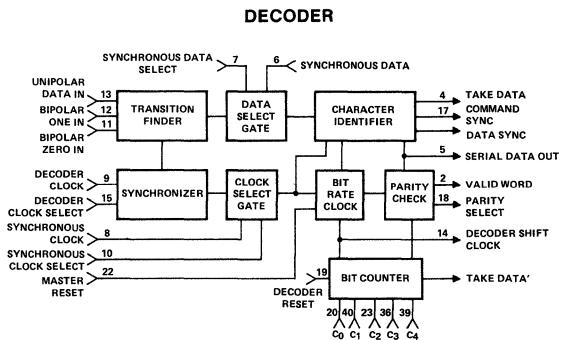 DECODER
SYNCHRONOUS DATA
SELECT
7
6
SYNCHRONOUS DATA
UNIPOLAR
DATA IN
13
BIPOLAR
ONE IN
12
11
BIPOLAR
ZERO IN
TRANSITION
FINDER
DATA
SELECT
GATE
CHARACTER
IDENTIFIER
4
TAKE DATA
17
COMMAND
SYNC
DATA SYNC
5
SERIAL DATA OUT
DECODER
CLOCK
9
DECODER
CLOCK SELECT
15
SYNCHRONOUS
CLOCK
8
SYNCHRONOUS
CLOCK SELECT
10
MASTER
RESET
22
SYNCHRONIZER
CLOCK
SELECT
GATE
BIT
RATE
CLOCK
PARITY
CHECK
2
VALID WORD
18
PARITY
SELECT
14
DECODER SHIFT
CLOCK
19
DECODER
RESET
BIT COUNTER
TAKE DATA'
20 40 23 36 39
C0 C1 C2 C3 C4